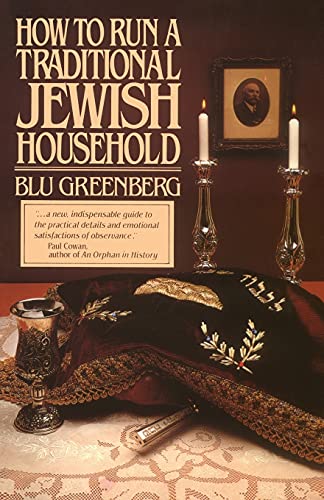 HOW TO RUN A
TRADITIONAL
JEWISH
HOUSEHOLD
BLU GREENBERG
'...a new, indispensable guide to
the practical details and emotional
satisfactions of observance.'
Paul Cowan,
author of An Orphan in History